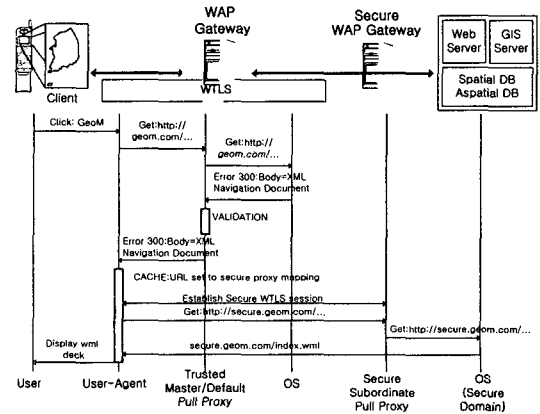 WAP
Gateway
Secure
WAP Gateway
Web
Server
GIS
Server
Spatial DB
Aspatial DB
Client
WTLS
Click: GeoM
Get:http://
geom.com/...
Get:http://
geom.com/...
Error 300:Body=XML
Navigation Document
VALIDATION
Error 300:Body=XML
Navigation Document
CACHE:URL set to secure proxy mapping
Establish Secure WTLS session
Get:http://secure.geom.com/...
Get:http://secure.geom.com/...
Display wml
deck
secure.geom.com/index.wml
User
User-Agent
Trusted
Master/Default
Pull Proxy
OS
Secure
Subordinate
Pull Proxy
OS
(Secure
Domain)